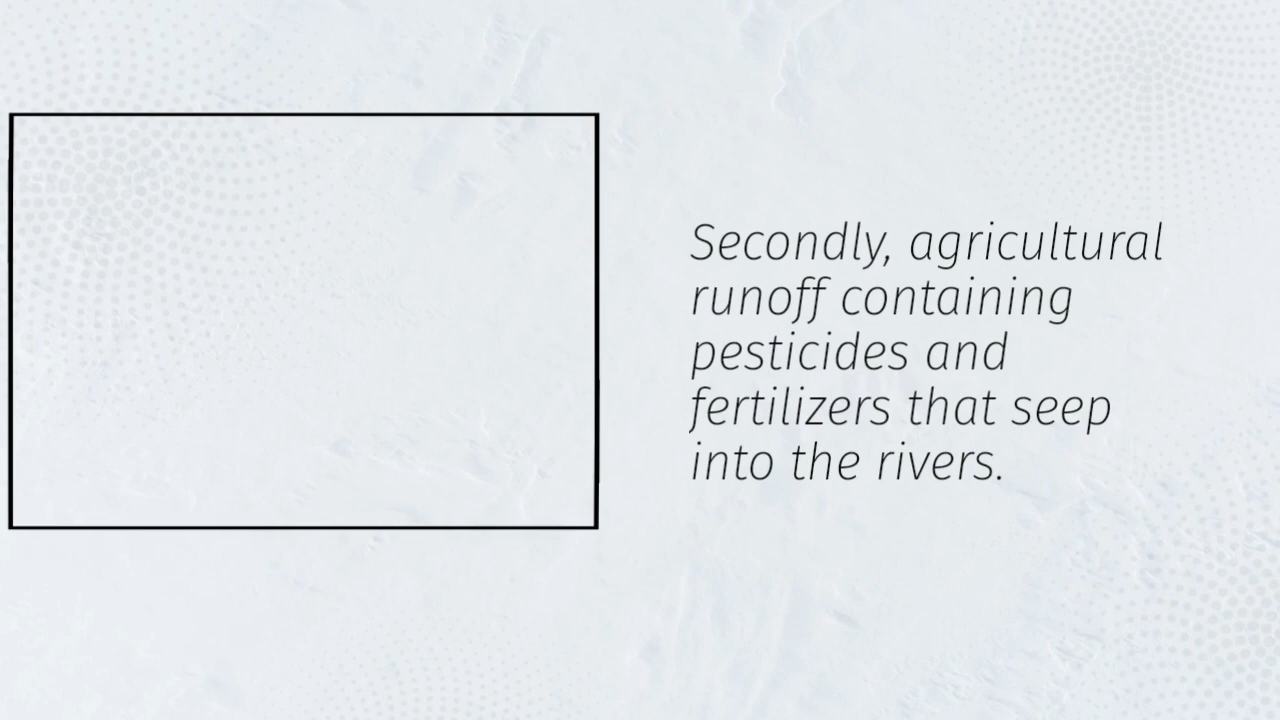 Secondly, agricultural
runoff containing
pesticides and
fertilizers that seep
into the rivers.